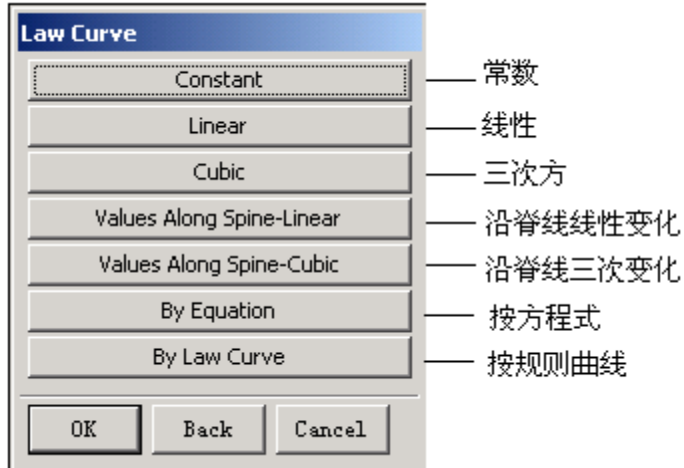 Law Curve
Constant 常数
Linear 线性
Cubic 三次方
Values Along Spine-Linear 沿脊线线性变化
Values Along Spine-Cubic 沿脊线三次变化
By Equation 按方程式
By Law Curve 按规则曲线
OK Back Cancel